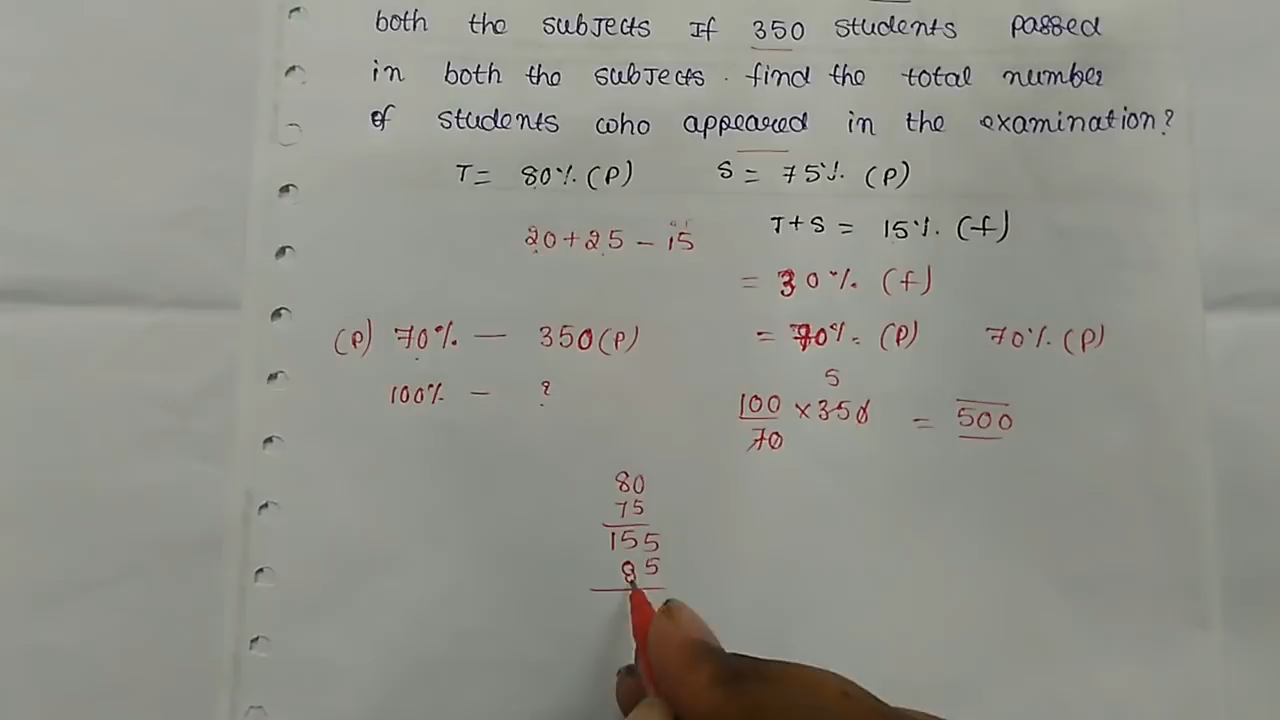 both the subjects If 350 students passed
in both the subjects. find the total number
of students who appeared in the examination?
T= 80% (P) S = 75% (P)
20+25-15 T+S = 15% (f)
= 30% (f)
(P) 70% — 350(P) = 70% (P) 70% (P)
100% — ?
5
100/70 ×350 = 500
80
75
155
85